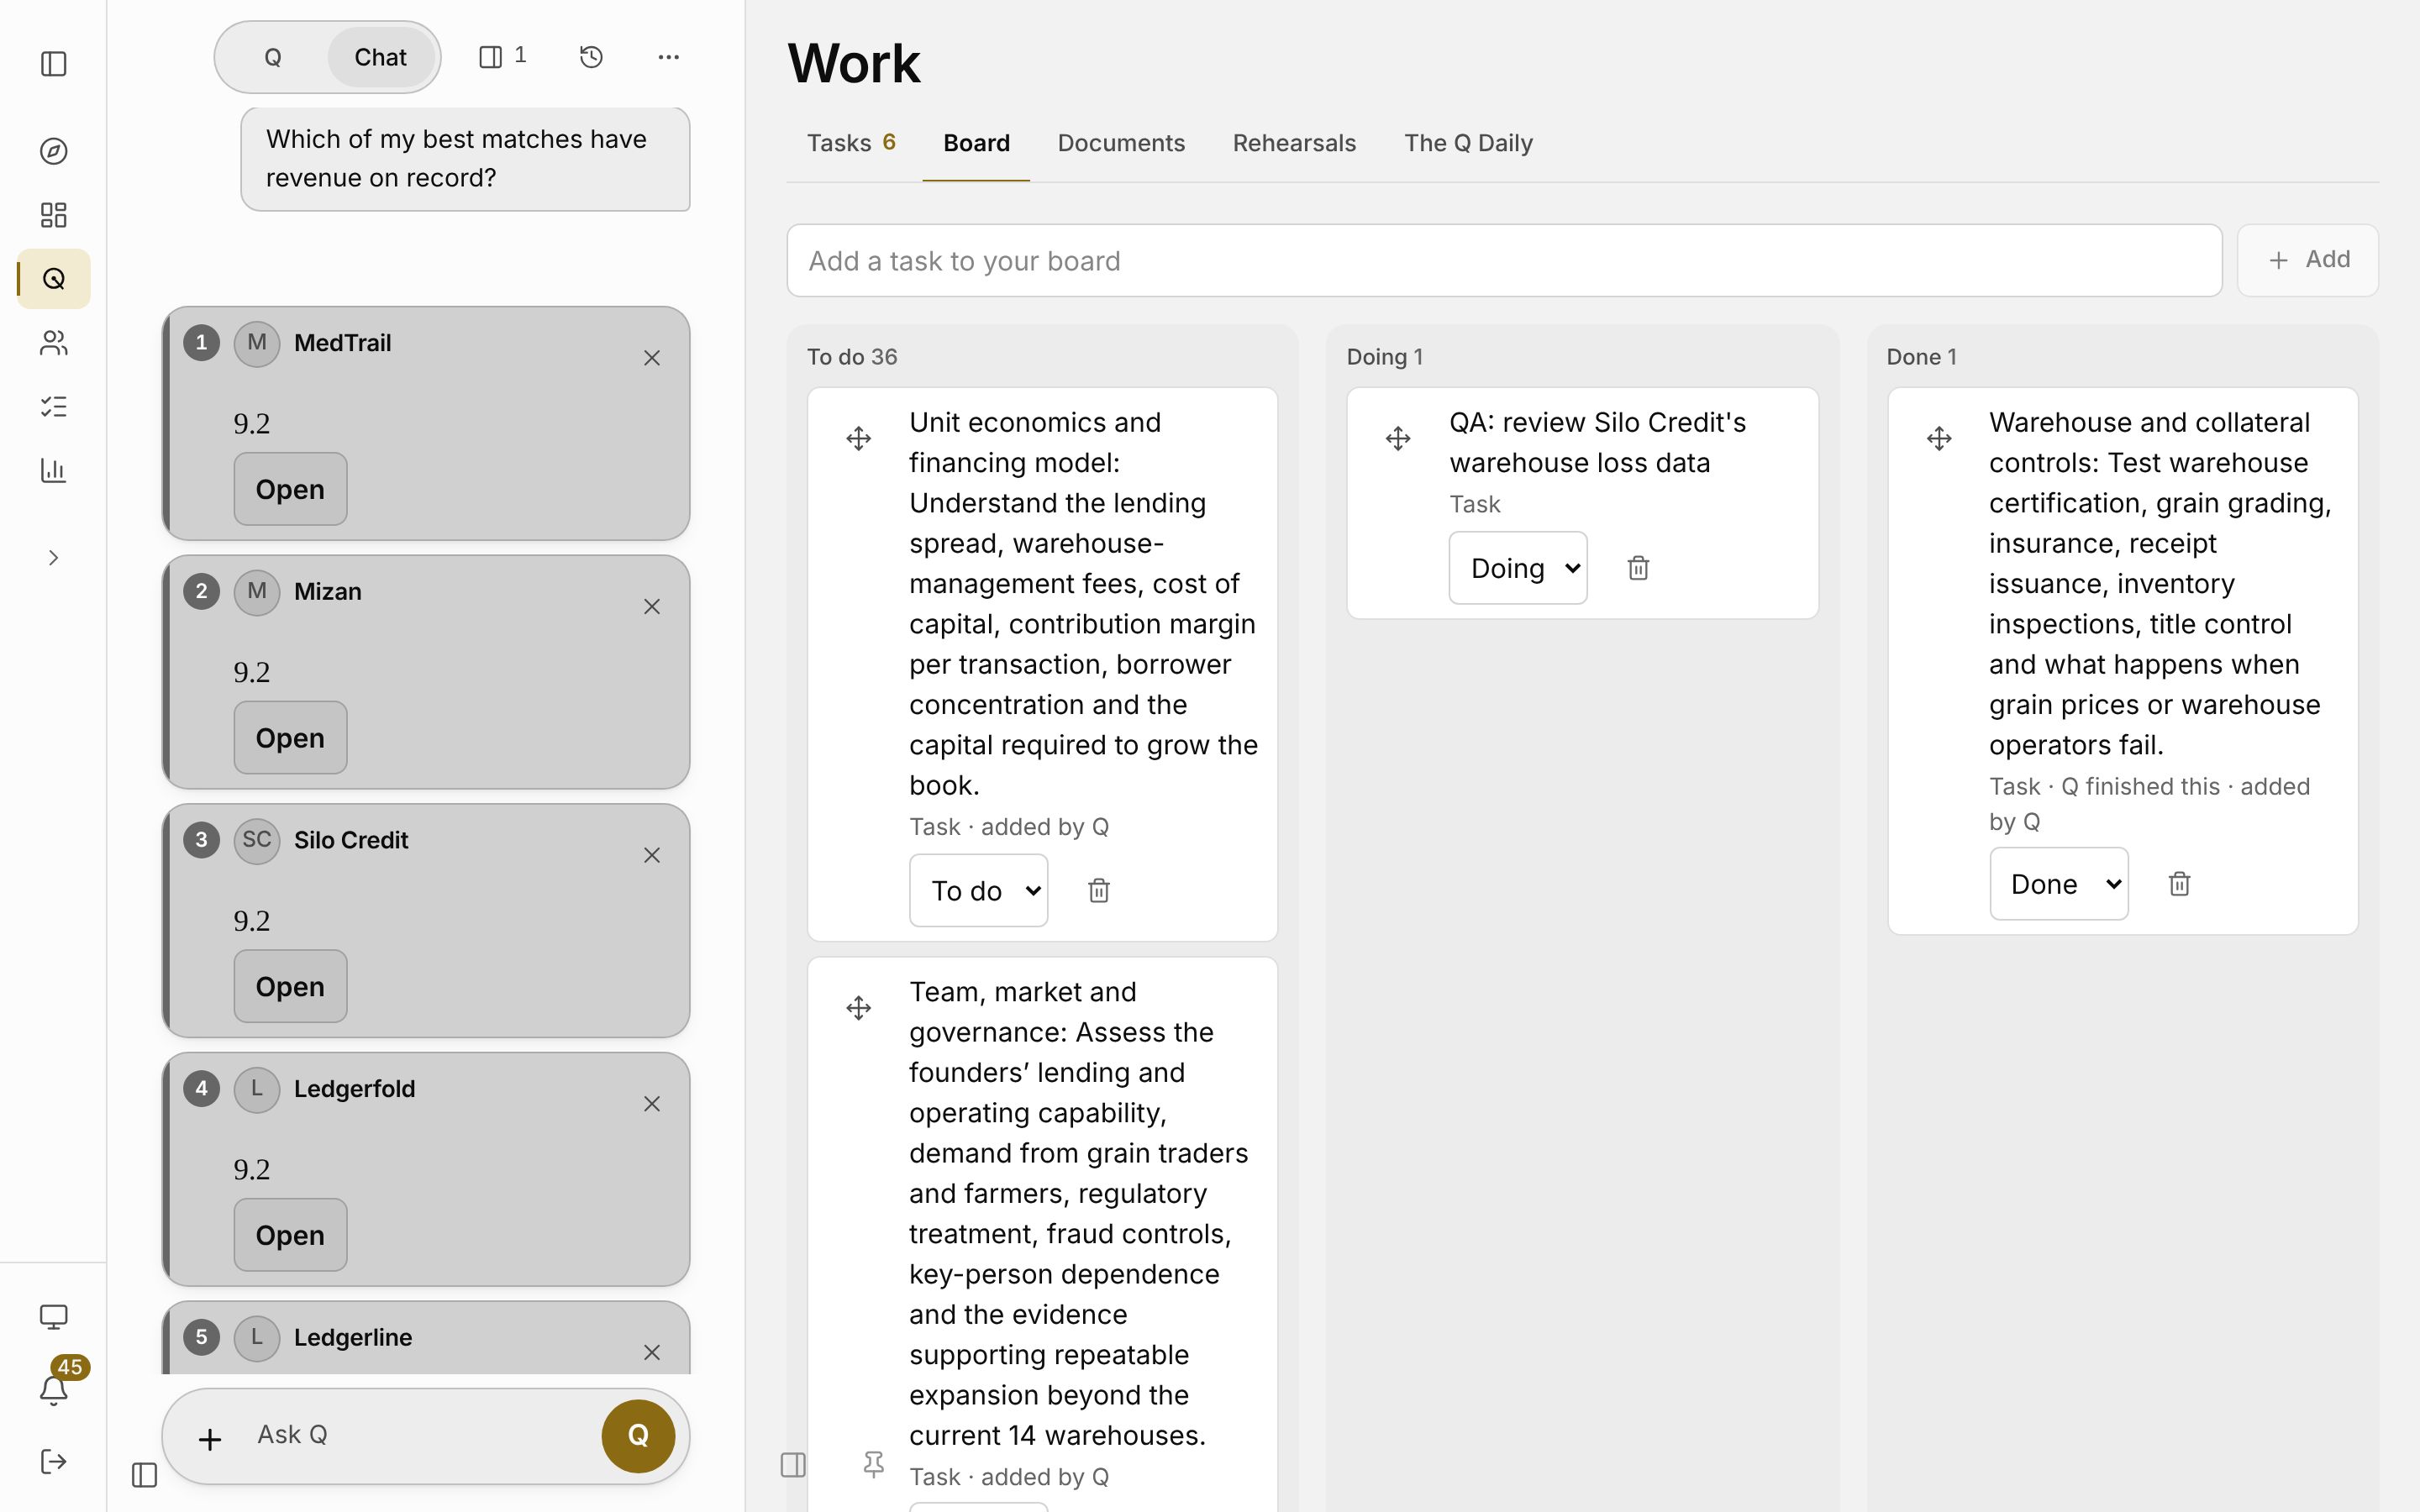 Q
Chat
1
Which of my best matches have
revenue on record?
1
M
MedTrail
9.2
Open
2
M
Mizan
9.2
Open
3
SC
Silo Credit
9.2
Open
4
L
Ledgerfold
9.2
Open
5
L
Ledgerline
Ask Q
Q
Q
45
Work
Tasks 6
Board
Documents
Rehearsals
The Q Daily
Add a task to your board
Add
To do 36
Unit economics and
financing model:
Understand the lending
spread, warehouse-
management fees, cost of
capital, contribution margin
per transaction, borrower
concentration and the
capital required to grow the
book.
Task · added by Q
To do
Team, market and
governance: Assess the
founders’ lending and
operating capability,
demand from grain traders
and farmers, regulatory
treatment, fraud controls,
key-person dependence
and the evidence
supporting repeatable
expansion beyond the
current 14 warehouses.
Task · added by Q
Doing 1
QA: review Silo Credit's
warehouse loss data
Task
Doing
Done 1
Warehouse and collateral
controls: Test warehouse
certification, grain grading,
insurance, receipt
issuance, inventory
inspections, title control
and what happens when
grain prices or warehouse
operators fail.
Task · Q finished this · added
by Q
Done